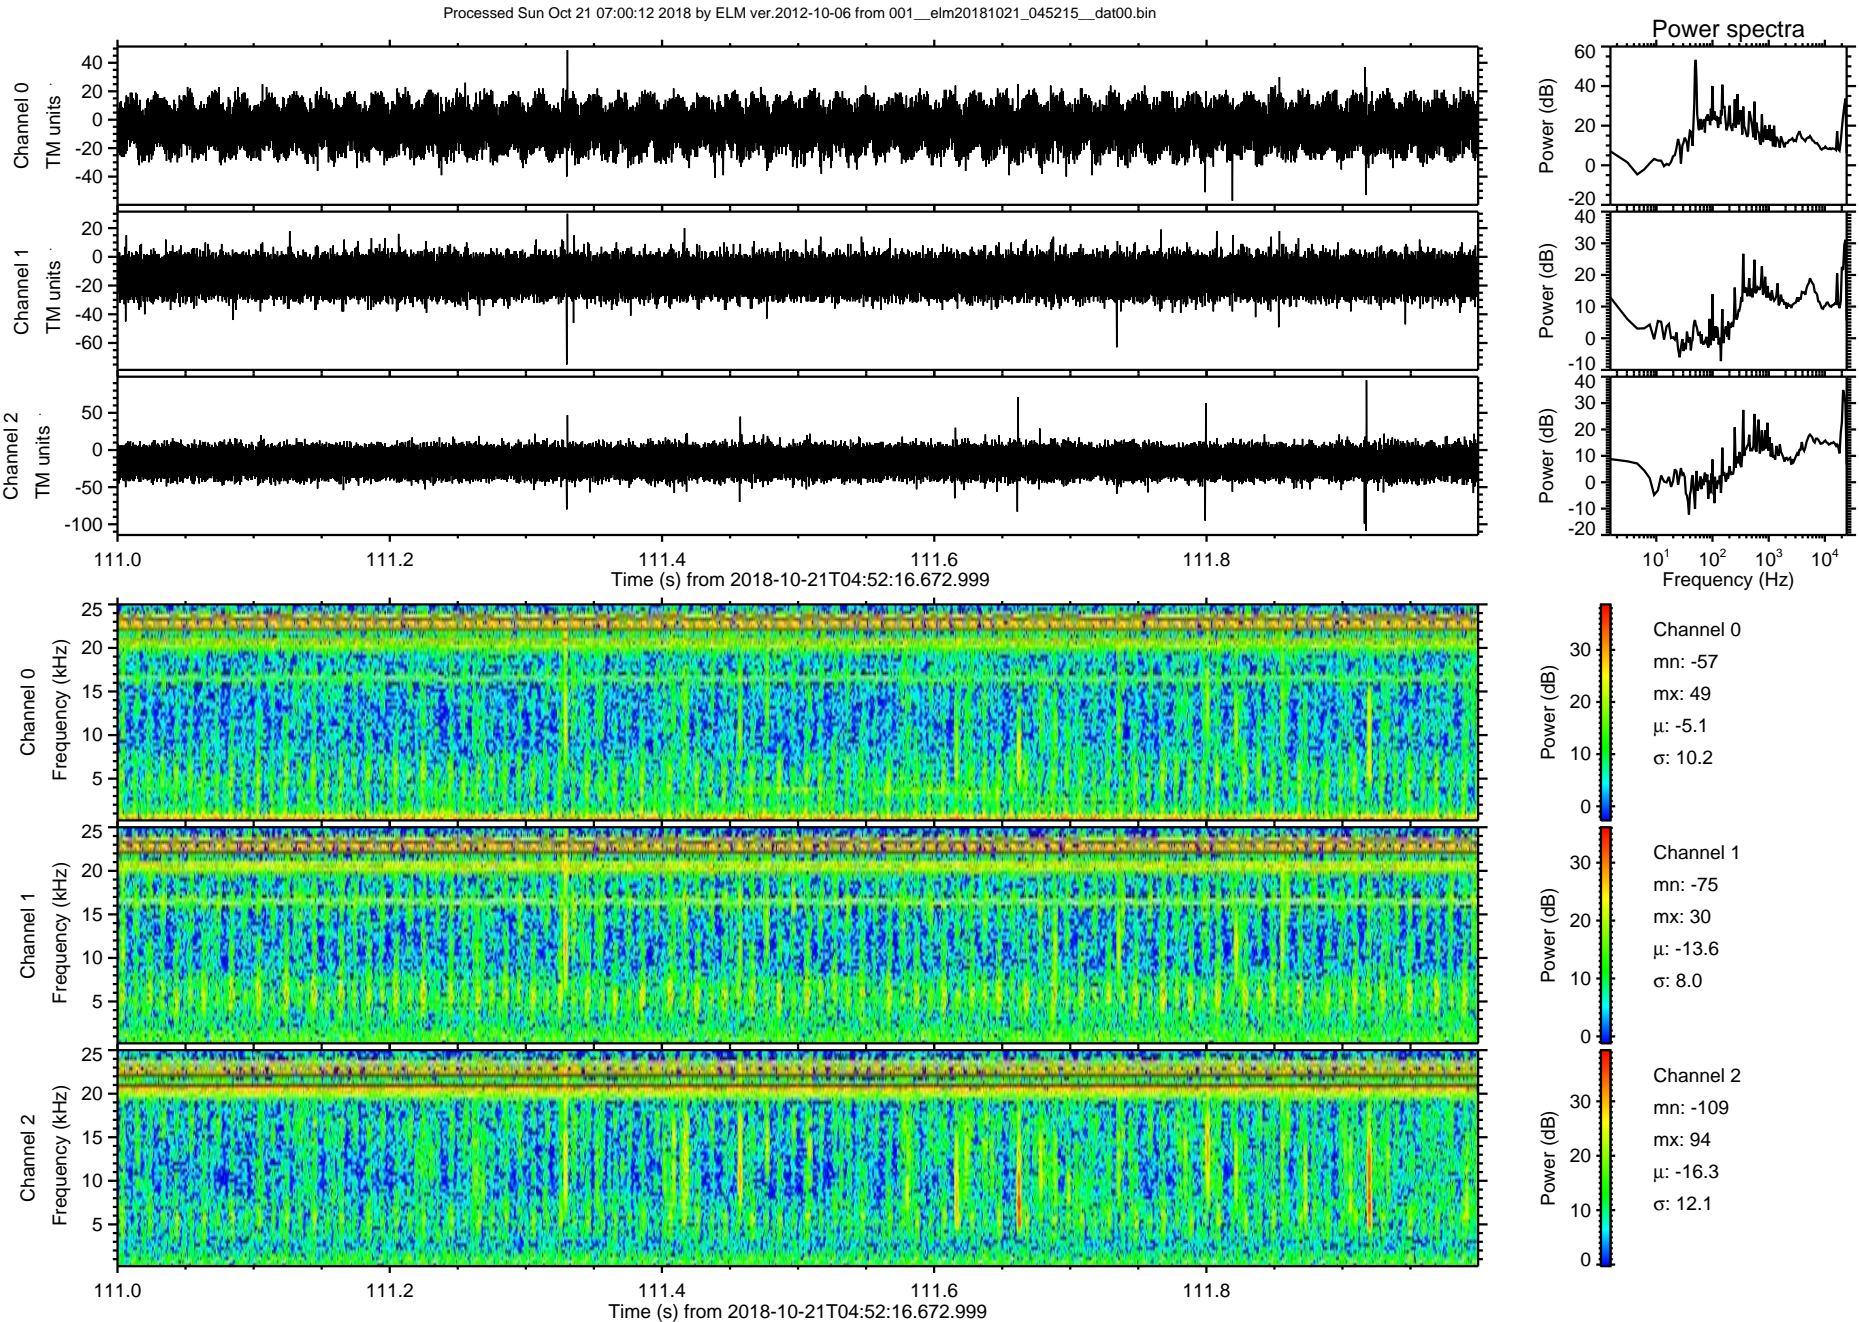 Processed Sun Oct 21 07:00:12 2018 by ELM ver.2012-10-06 from 001__elm20181021_045215__dat00.bin
Power spectra
Channel 0
TM units
40
20
0
-20
-40
Power (dB)
60
40
20
0
-20
Channel 1
TM units
20
0
-20
-40
-60
Power (dB)
40
30
20
10
0
-10
Channel 2
TM units
50
0
-50
-100
Power (dB)
40
30
20
10
0
-10
-20
111.0 111.2 111.4 111.6 111.8
Time (s) from 2018-10-21T04:52:16.672.999
10^1 10^2 10^3 10^4
Frequency (Hz)
Channel 0
Frequency (kHz)
25
20
15
10
5
Power (dB)
30
20
10
0
Channel 0
mn: -57
mx: 49
μ: -5.1
σ: 10.2
Channel 1
Frequency (kHz)
25
20
15
10
5
Power (dB)
30
20
10
0
Channel 1
mn: -75
mx: 30
μ: -13.6
σ: 8.0
Channel 2
Frequency (kHz)
25
20
15
10
5
Power (dB)
30
20
10
0
Channel 2
mn: -109
mx: 94
μ: -16.3
σ: 12.1
111.0 111.2 111.4 111.6 111.8
Time (s) from 2018-10-21T04:52:16.672.999